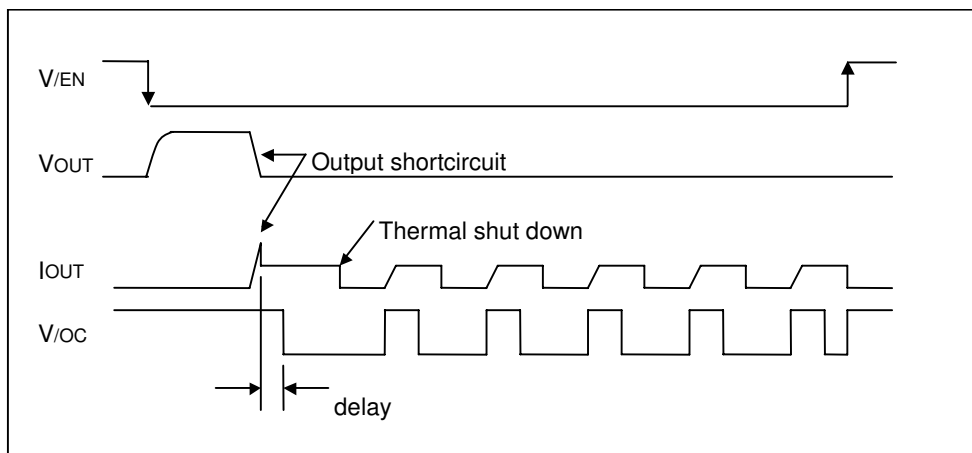 V/EN
VOUT
Output shortcircuit
Thermal shut down
IOUT
V/OC
delay